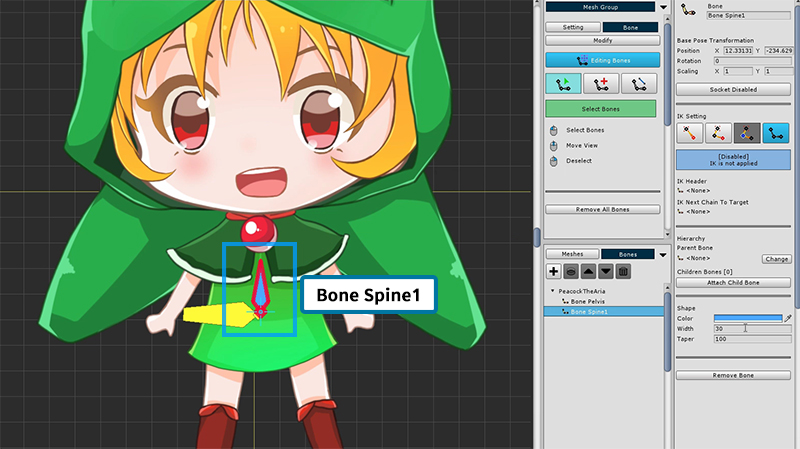 Mesh Group
Setting
Bone
Modify
Editing Bones
Select Bones
Select Bones
Move View
Deselect
Remove All Bones
Meshes
Bones
PeacockTheAria
Bone Pelvis
Bone Spine1
Bone Spine1
Bone
Bone Spine1
Base Pose Transformation
Position X 12.33131 Y -234.629
Rotation 0
Scaling X 1 Y 1
Socket Disabled
IK Setting
[Disabled]
IK is not applied
IK Header
<None>
IK Next Chain To Target
<None>
Hierarchy
Parent Bone
<None> Change
Children Bones [0]
Attach Child Bone
Shape
Color
Width 30
Taper 100
Remove Bone